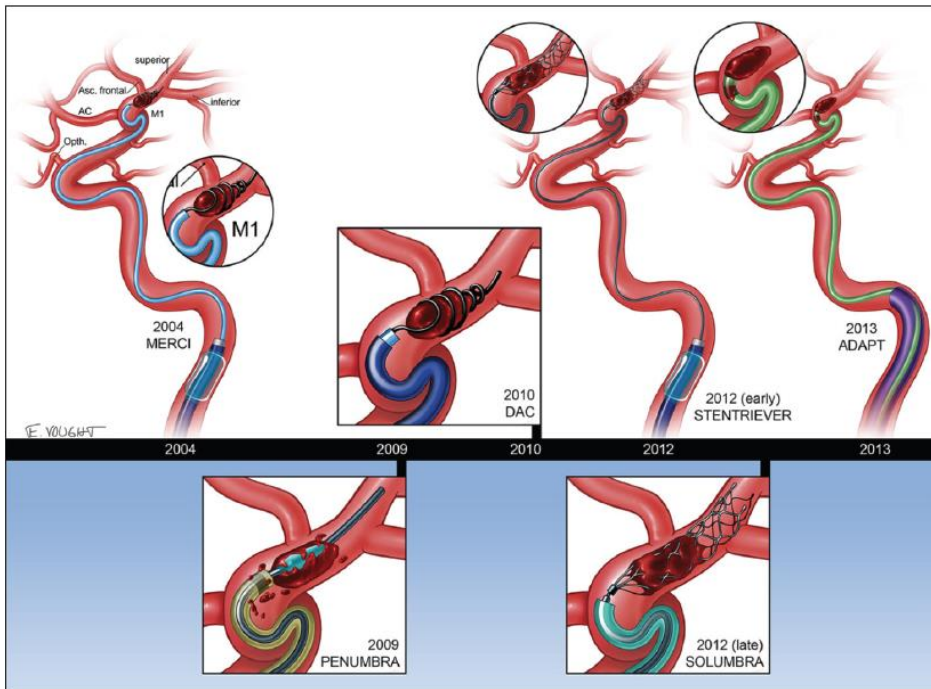 superior
Asc. frontal
AC
M1
inferior
Opth.
M1
2004
MERCI
2010
DAC
2012 (early)
STENTRIEVER
2013
ADAPT
E. VOUGHT
2004
2009
2010
2012
2013
2009
PENUMBRA
2012 (late)
SOLUMBRA